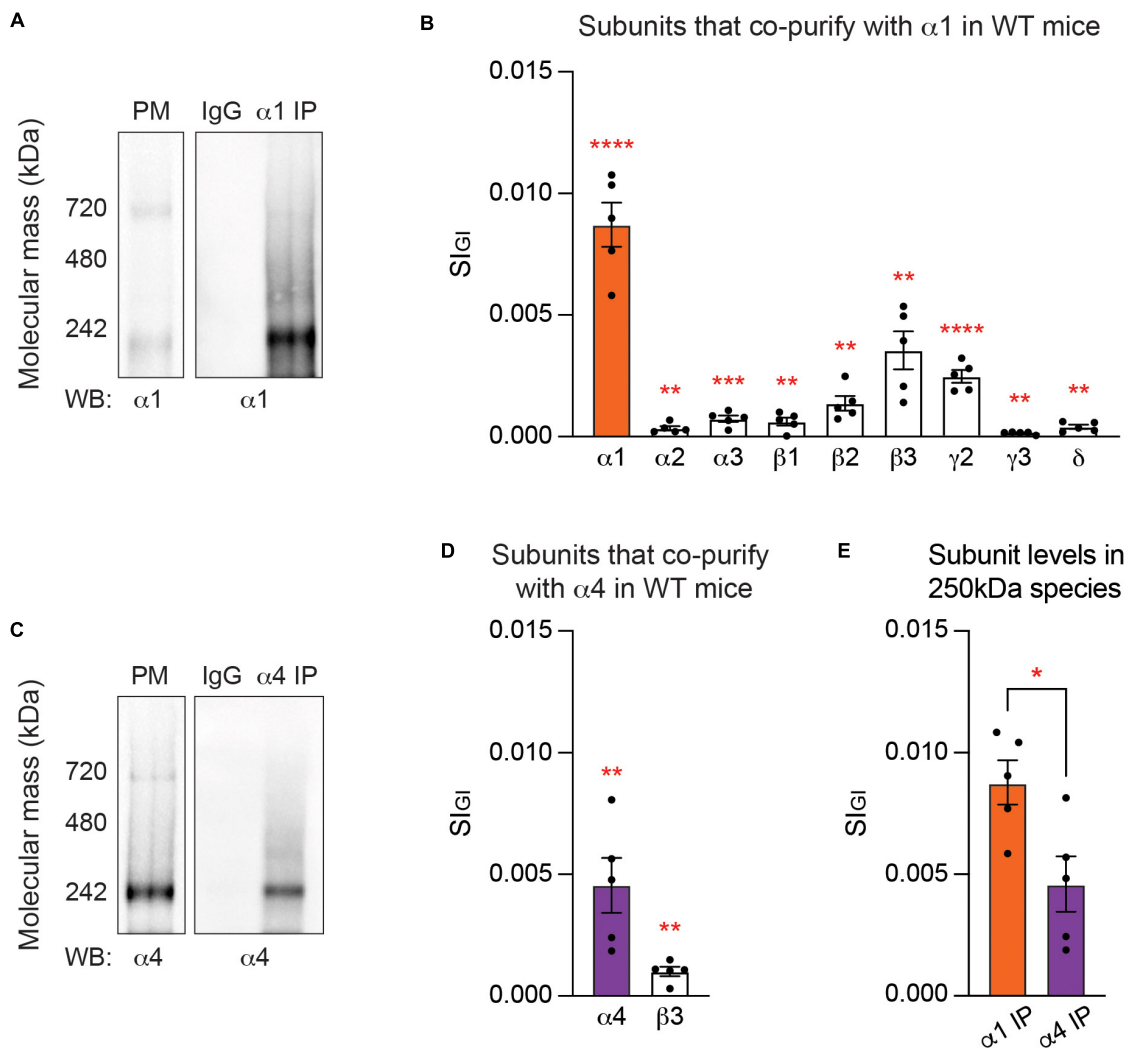 A
PM IgG α1 IP
Molecular mass (kDa)
720
480
242
WB: α1 α1
B
Subunits that co-purify with α1 in WT mice
SIGI
0.015
0.010
0.005
0.000
**** ** *** ** ** ** **** ** **
α1 α2 α3 β1 β2 β3 γ2 γ3 δ
C
PM IgG α4 IP
Molecular mass (kDa)
720
480
242
WB: α4 α4
D
Subunits that co-purify
with α4 in WT mice
SIGI
0.015
0.010
0.005
0.000
** **
α4 β3
E
Subunit levels in
250kDa species
SIGI
0.015
0.010
0.005
0.000
*
α1 IP α4 IP